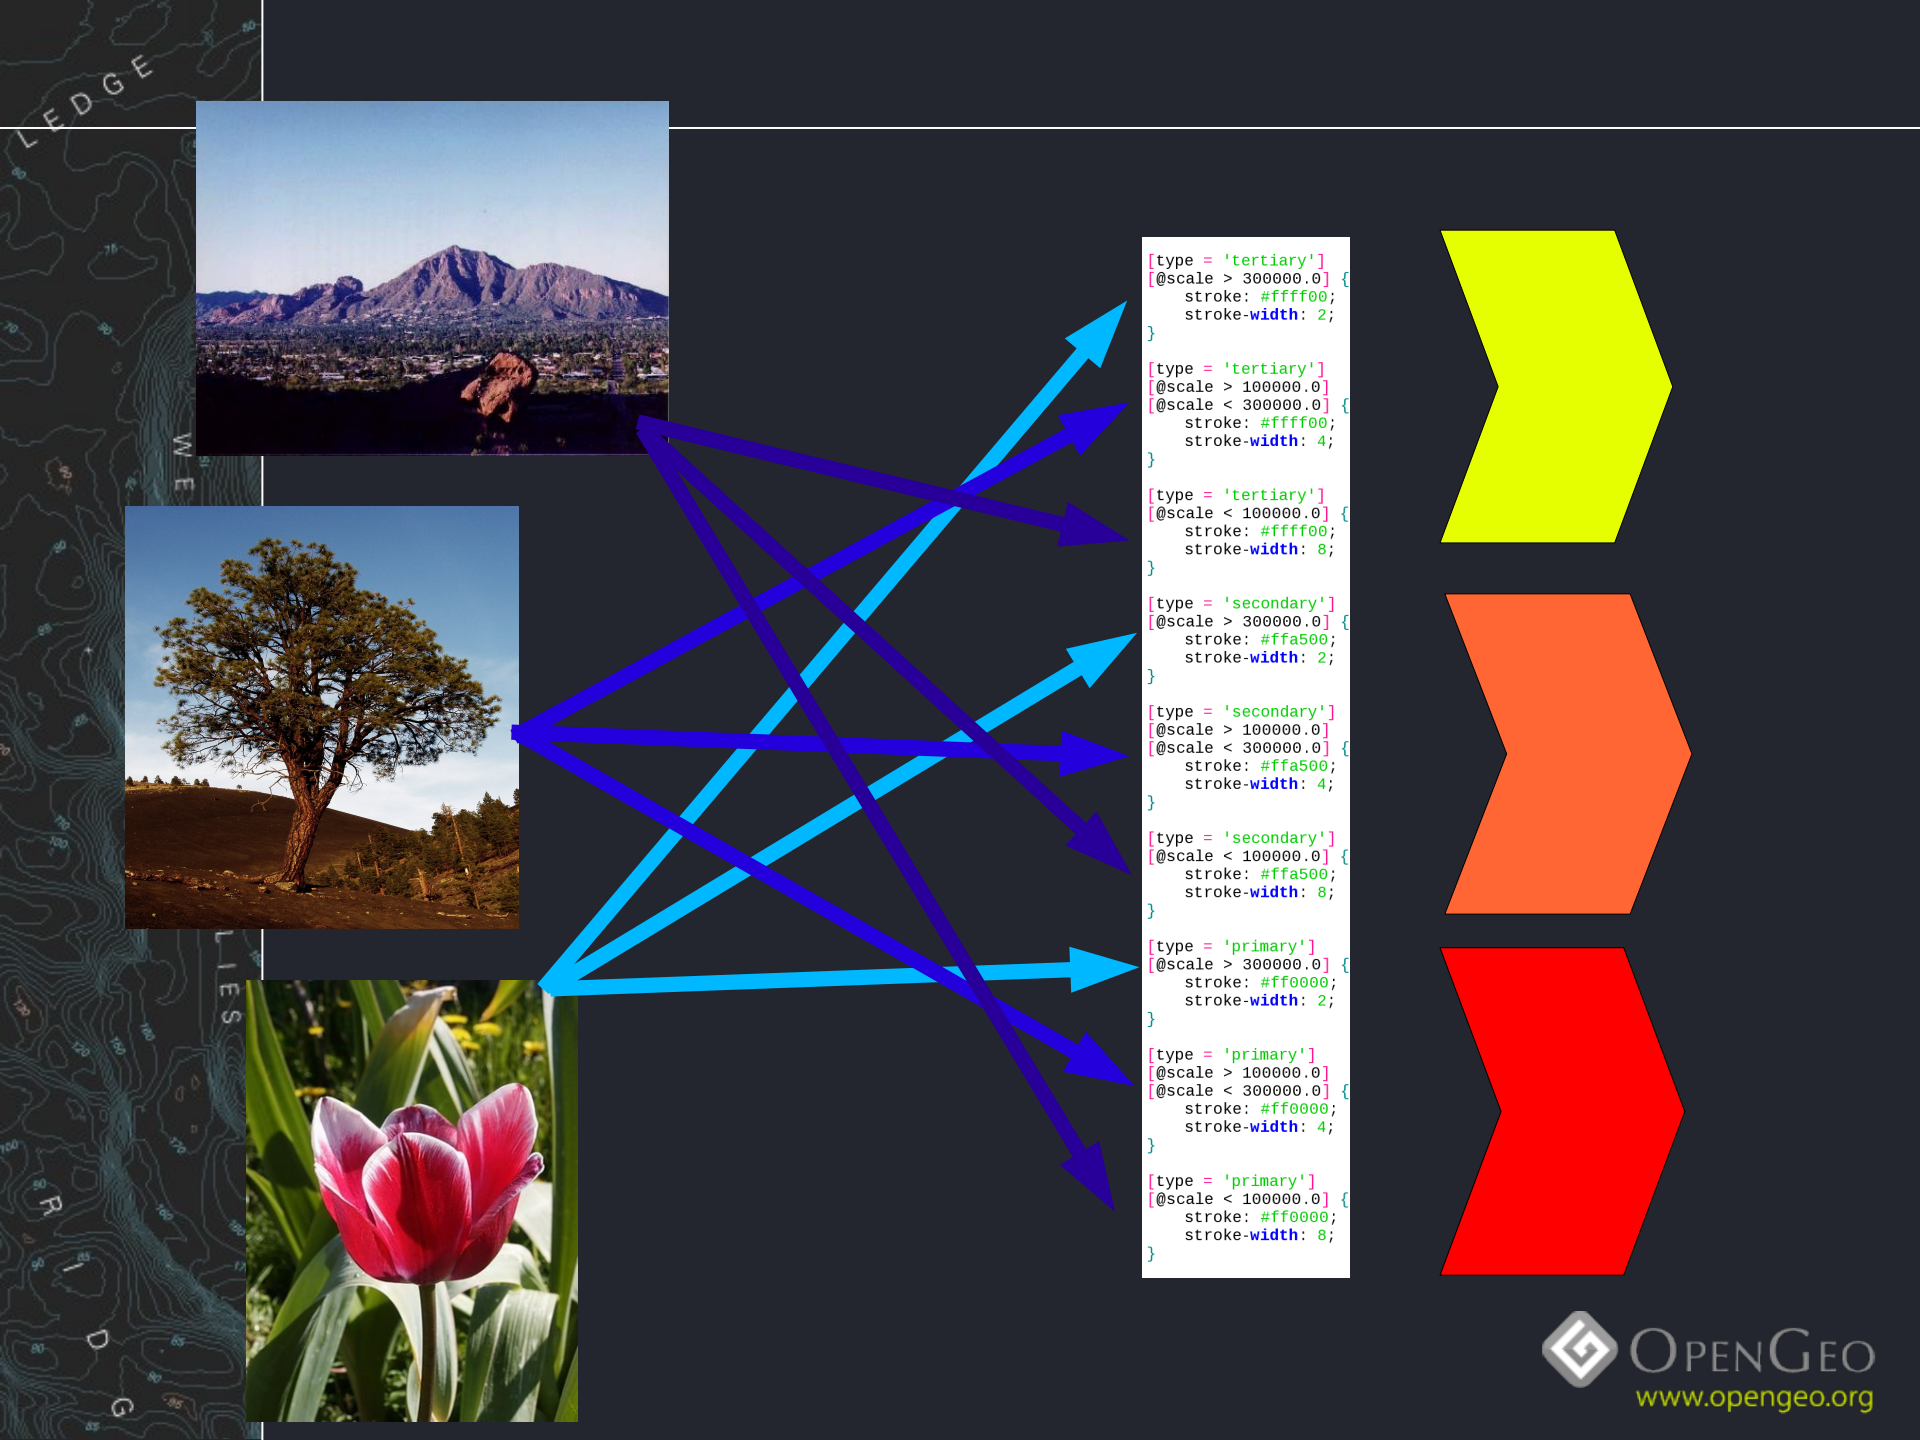 LEDGE
W E
LIES
R I D G
[type = 'tertiary']
[@scale > 300000.0] {
    stroke: #ffff00;
    stroke-width: 2;
}
[type = 'tertiary']
[@scale > 100000.0]
[@scale < 300000.0] {
    stroke: #ffff00;
    stroke-width: 4;
}
[type = 'tertiary']
[@scale < 100000.0] {
    stroke: #ffff00;
    stroke-width: 8;
}
[type = 'secondary']
[@scale > 300000.0] {
    stroke: #ffa500;
    stroke-width: 2;
}
[type = 'secondary']
[@scale > 100000.0]
[@scale < 300000.0] {
    stroke: #ffa500;
    stroke-width: 4;
}
[type = 'secondary']
[@scale < 100000.0] {
    stroke: #ffa500;
    stroke-width: 8;
}
[type = 'primary']
[@scale > 300000.0] {
    stroke: #ff0000;
    stroke-width: 2;
}
[type = 'primary']
[@scale > 100000.0]
[@scale < 300000.0] {
    stroke: #ff0000;
    stroke-width: 4;
}
[type = 'primary']
[@scale < 100000.0] {
    stroke: #ff0000;
    stroke-width: 8;
}
OPENGEO
www.opengeo.org